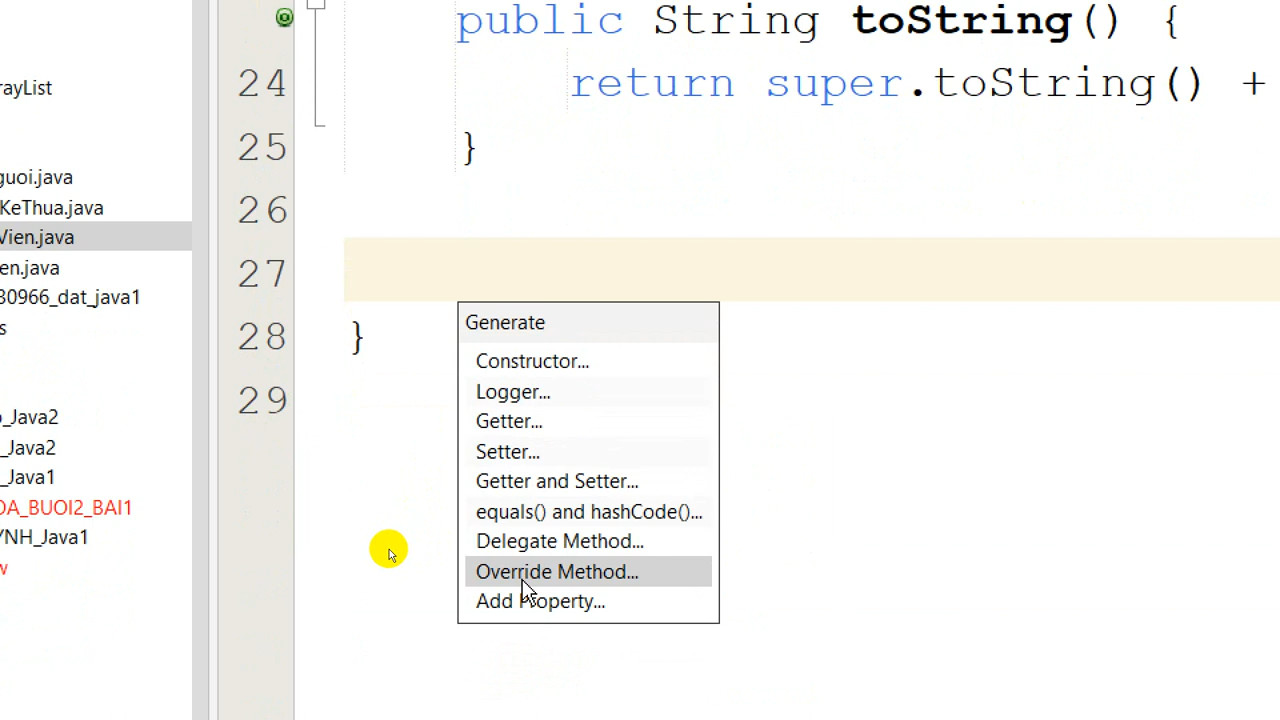 public String toString() {
24 return super.toString() +
25 }
26
27
28 }
29
rayList
guoi.java
KeThua.java
Vien.java
en.java
30966_dat_java1
s
_Java2
_Java2
_Java1
OA_BUOI2_BAI1
YNH_Java1
w
Generate
Constructor...
Logger...
Getter...
Setter...
Getter and Setter...
equals() and hashCode()...
Delegate Method...
Override Method...
Add Property...